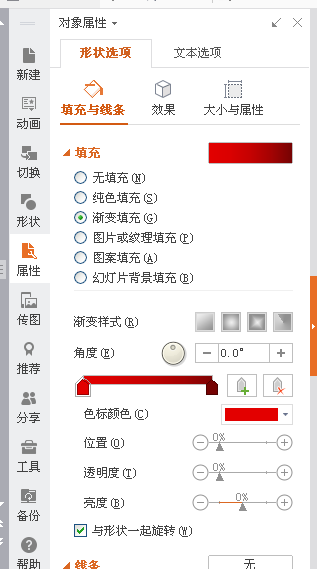 对象属性
形状选项 文本选项
新建
动画
切换
形状
属性
传图
推荐
分享
工具
备份
帮助
填充与线条 效果 大小与属性
填充
无填充(N)
纯色填充(S)
渐变填充(G)
图片或纹理填充(P)
图案填充(A)
幻灯片背景填充(B)
渐变样式(R)
角度(E) 0.0°
色标颜色(C)
位置(O) 0%
透明度(T) 0%
亮度(B) 0%
与形状一起旋转(W)
线条 无